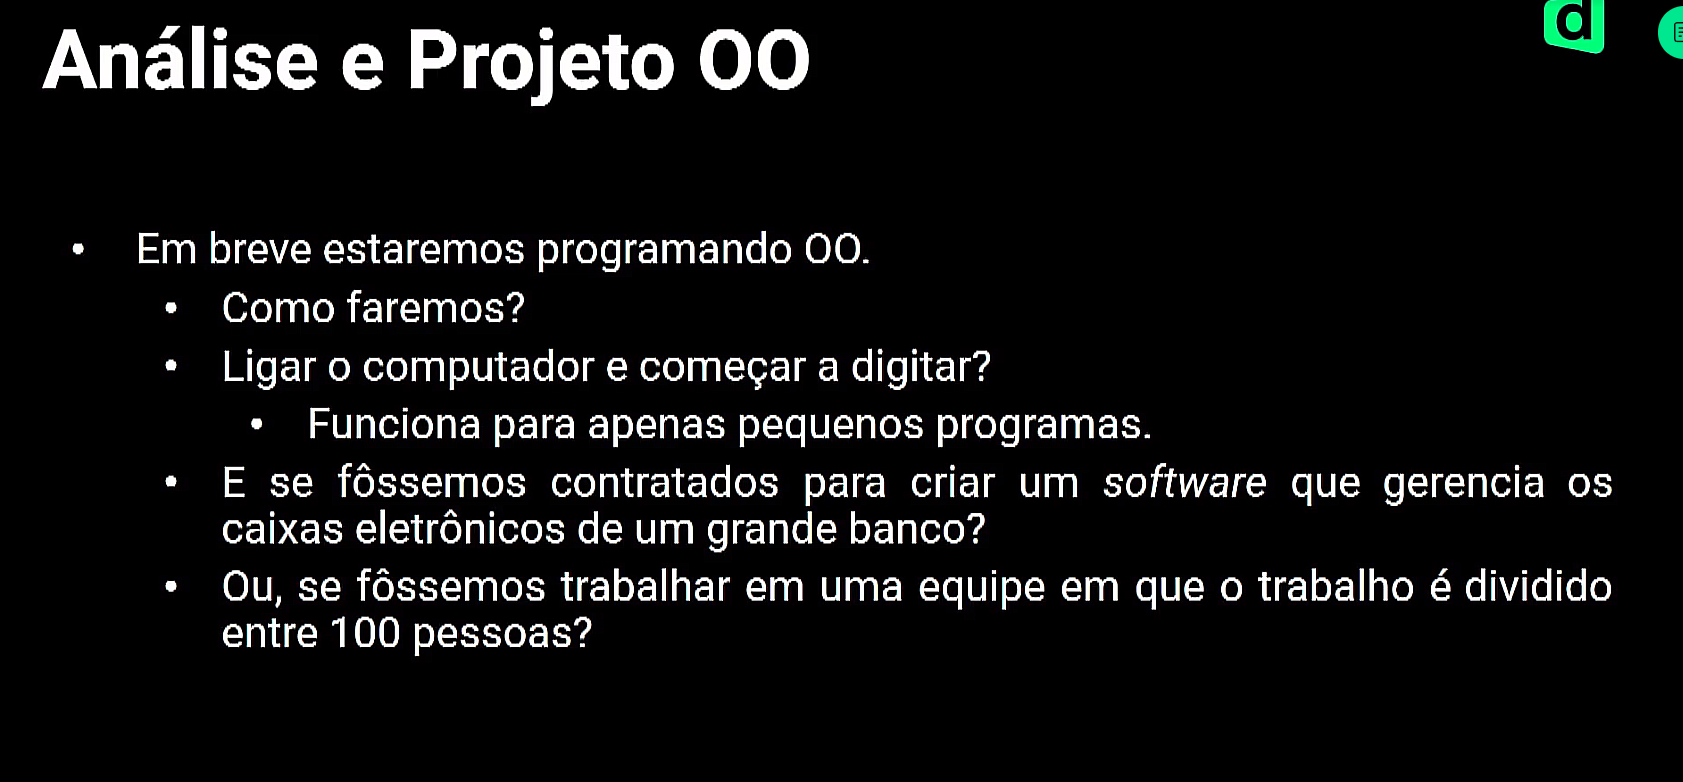 Análise e Projeto OO
d
• Em breve estaremos programando OO.
• Como faremos?
• Ligar o computador e começar a digitar?
• Funciona para apenas pequenos programas.
• E se fôssemos contratados para criar um software que gerencia os
caixas eletrônicos de um grande banco?
• Ou, se fôssemos trabalhar em uma equipe em que o trabalho é dividido
entre 100 pessoas?